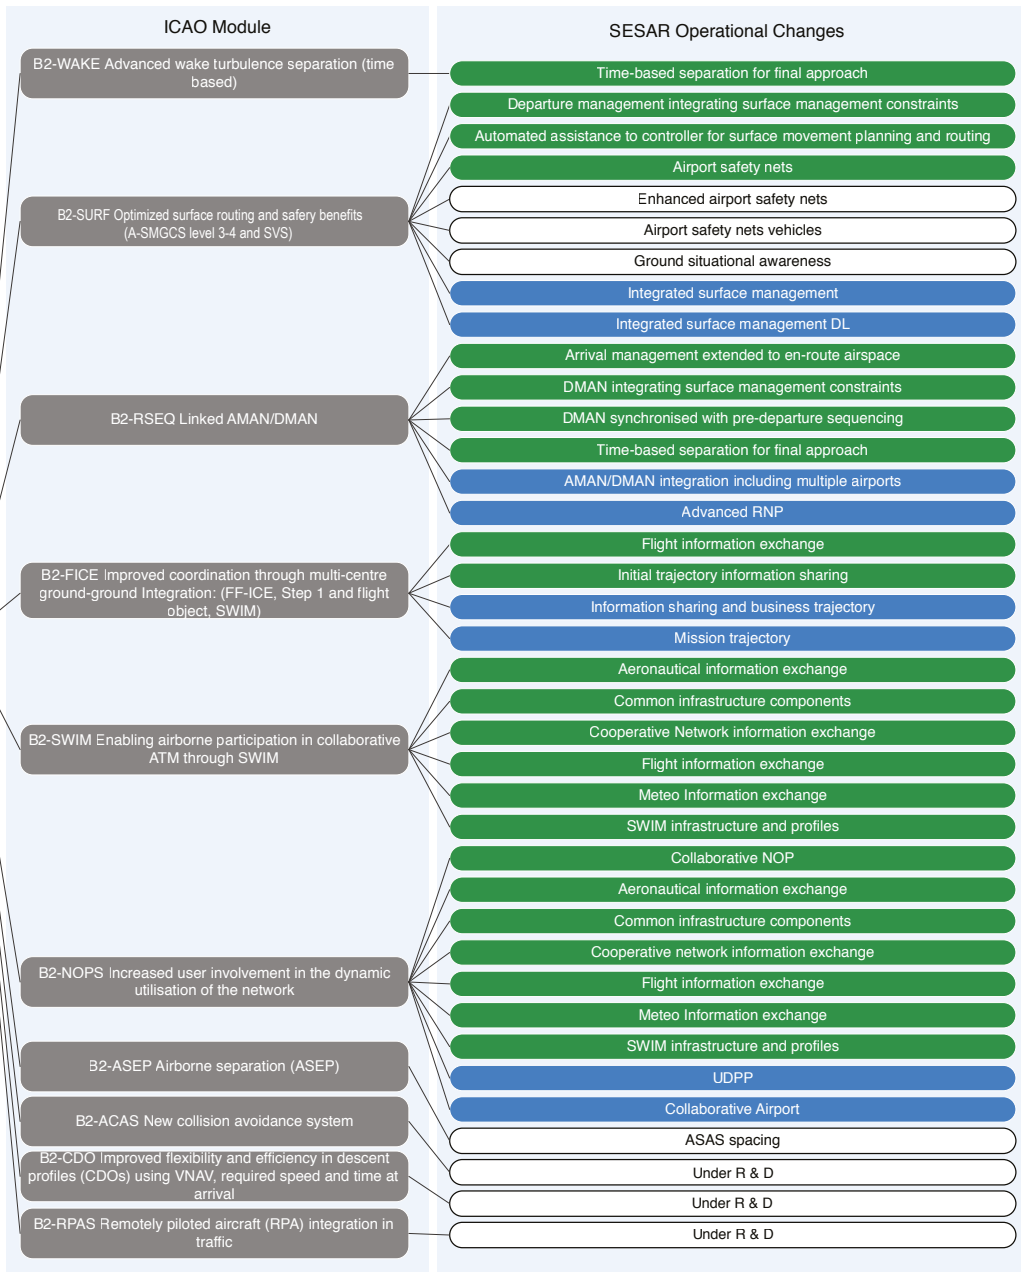 ICAO Module
SESAR Operational Changes
B2-WAKE Advanced wake turbulence separation (time
based)
Time-based separation for final approach
Departure management integrating surface management constraints
Automated assistance to controller for surface movement planning and routing
Airport safety nets
B2-SURF Optimized surface routing and safery benefits
(A-SMGCS level 3-4 and SVS)
Enhanced airport safety nets
Airport safety nets vehicles
Ground situational awareness
Integrated surface management
Integrated surface management DL
B2-RSEQ Linked AMAN/DMAN
Arrival management extended to en-route airspace
DMAN integrating surface management constraints
DMAN synchronised with pre-departure sequencing
Time-based separation for final approach
AMAN/DMAN integration including multiple airports
Advanced RNP
B2-FICE Improved coordination through multi-centre
ground-ground Integration: (FF-ICE, Step 1 and flight
object, SWIM)
Flight information exchange
Initial trajectory information sharing
Information sharing and business trajectory
Mission trajectory
B2-SWIM Enabling airborne participation in collaborative
ATM through SWIM
Aeronautical information exchange
Common infrastructure components
Cooperative Network information exchange
Flight information exchange
Meteo Information exchange
SWIM infrastructure and profiles
B2-NOPS Increased user involvement in the dynamic
utilisation of the network
Collaborative NOP
Aeronautical information exchange
Common infrastructure components
Cooperative network information exchange
Flight information exchange
Meteo Information exchange
SWIM infrastructure and profiles
UDPP
Collaborative Airport
B2-ASEP Airborne separation (ASEP)
ASAS spacing
B2-ACAS New collision avoidance system
Under R & D
B2-CDO Improved flexibility and efficiency in descent
profiles (CDOs) using VNAV, required speed and time at
arrival
Under R & D
B2-RPAS Remotely piloted aircraft (RPA) integration in
traffic
Under R & D